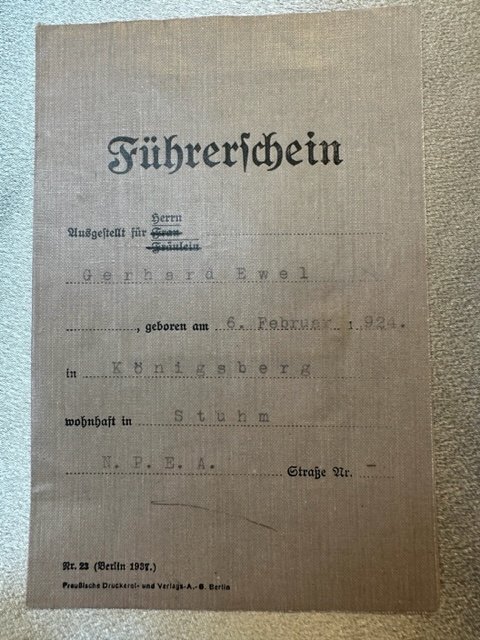 Führerschein
Herrn
Ausgestellt für Frau
Fräulein
Gerhard Ewel
, geboren am 6. Februar 1924.
in Königsberg
wohnhaft in Stuhm
N. P. E. A. Straße Nr. -
Nr. 23 (Berlin 1937.)
Preußische Druckerei- und Verlags-A.-G. Berlin